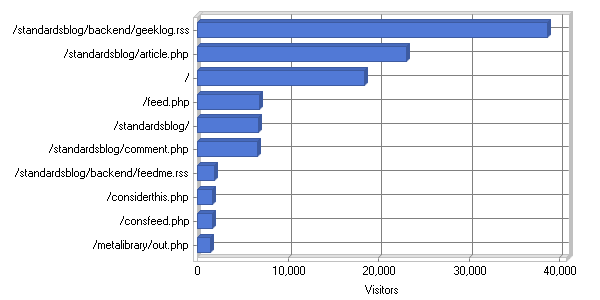 /standardsblog/backend/geeklog.rss
/standardsblog/article.php
/
/feed.php
/standardsblog/
/standardsblog/comment.php
/standardsblog/backend/feedme.rss
/considerthis.php
/consfeed.php
/metalibrary/out.php
0 10,000 20,000 30,000 40,000
Visitors